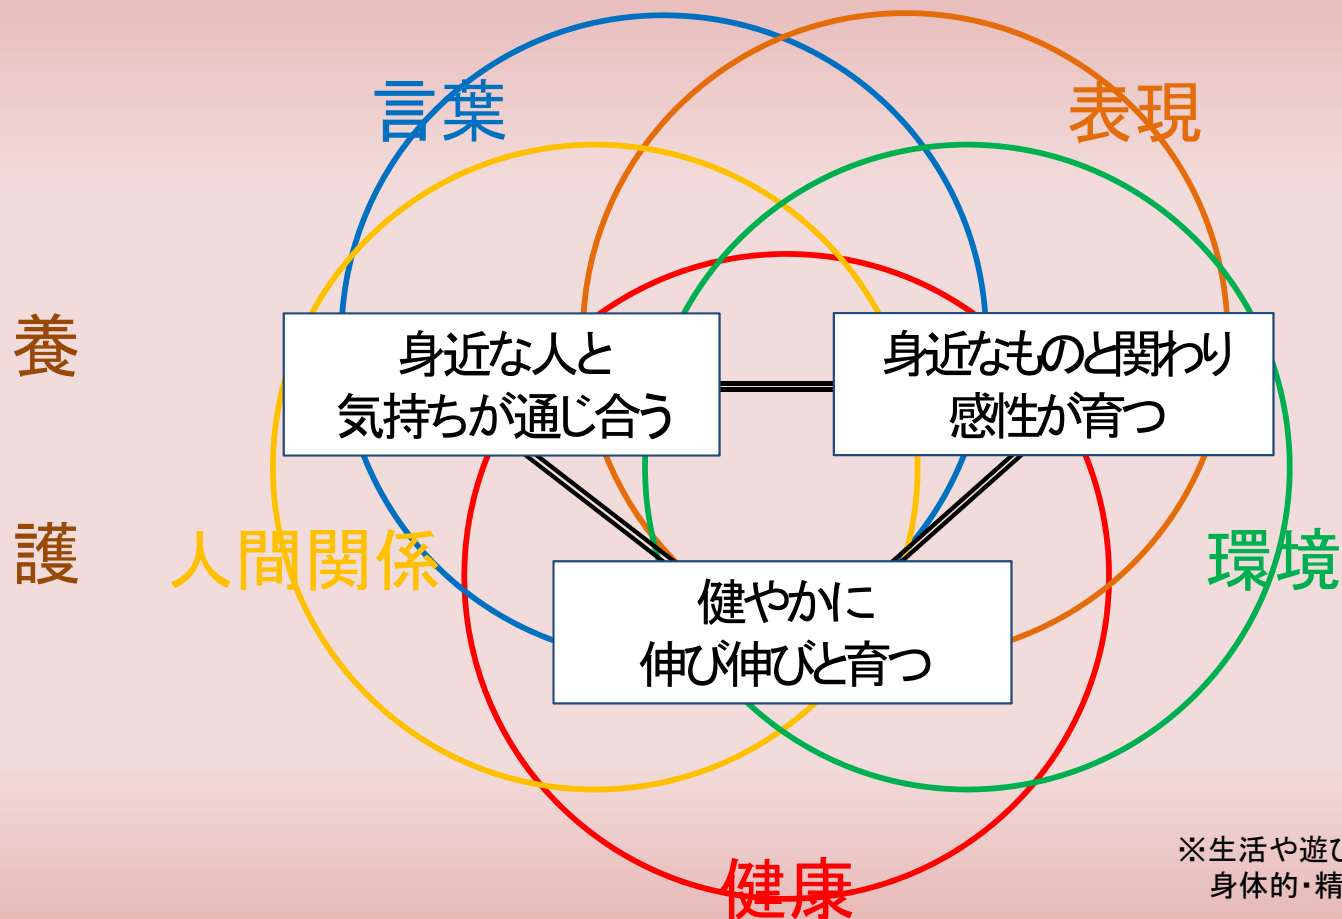 言葉
表現
養
護
身近な人と
気持ちが通じ合う
身近なものと関わり
感性が育つ
人間関係
環境
健やかに
伸び伸びと育つ
健康
※生活や遊び
身体的・精